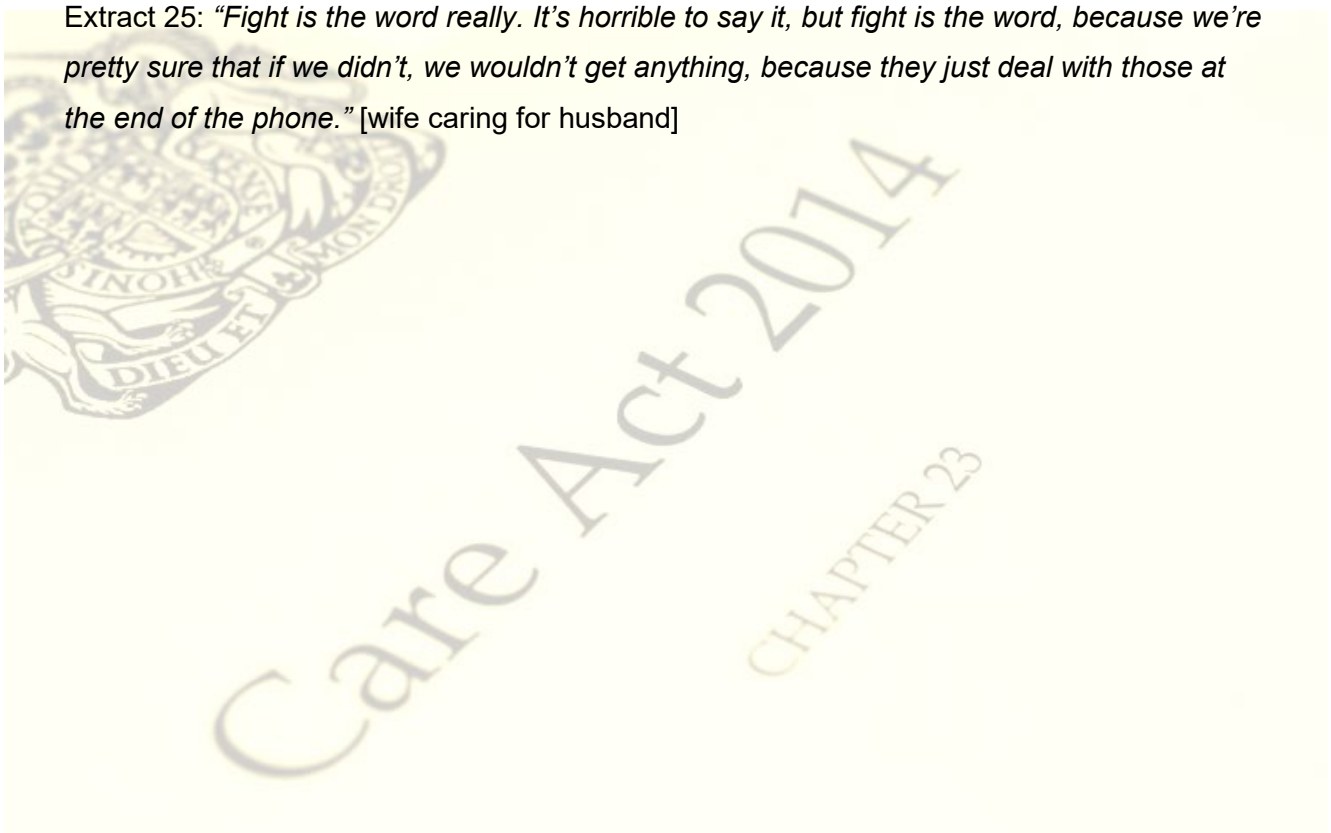 Extract 25: “Fight is the word really. It’s horrible to say it, but fight is the word, because we’re
pretty sure that if we didn’t, we wouldn’t get anything, because they just deal with those at
the end of the phone.” [wife caring for husband]
DIEU ET MON DROIT
Care Act 2014
CHAPTER 23